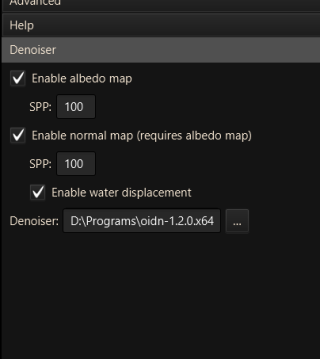 Advanced
Help
Denoiser
Enable albedo map
SPP: 100
Enable normal map (requires albedo map)
SPP: 100
Enable water displacement
Denoiser: D:\Programs\oidn-1.2.0.x64 ...